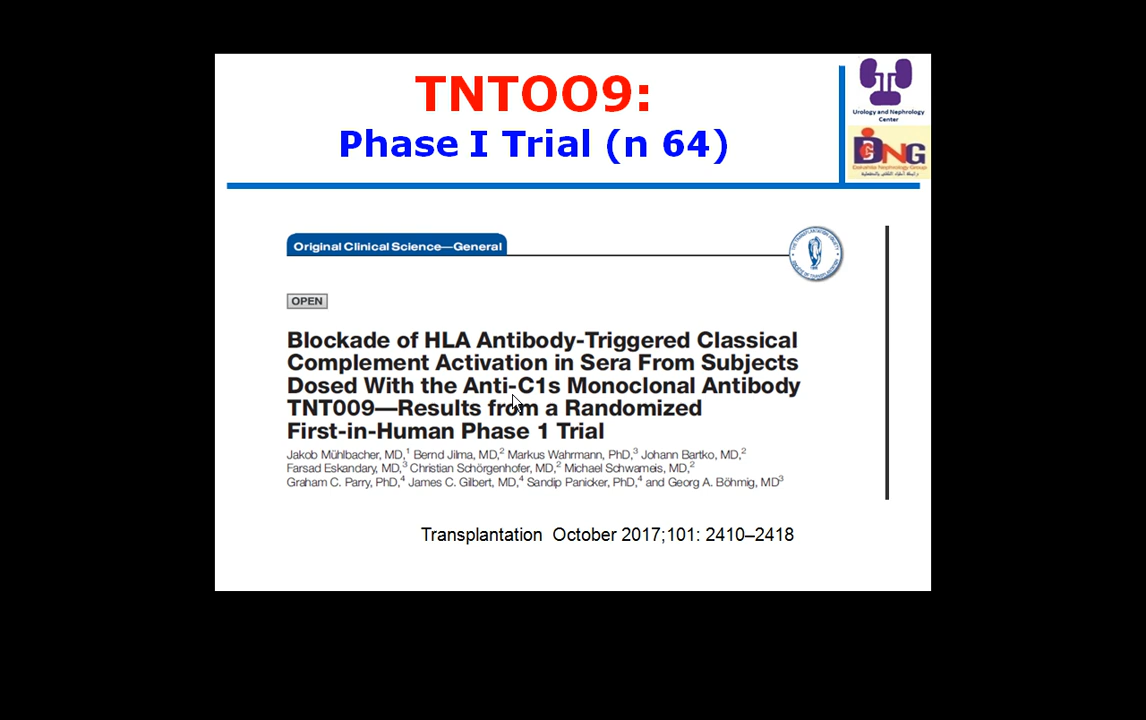 TNT009:
Phase I Trial (n 64)
Urology and Nephrology
Center
Original Clinical Science—General
OPEN
Blockade of HLA Antibody-Triggered Classical
Complement Activation in Sera From Subjects
Dosed With the Anti-C1s Monoclonal Antibody
TNT009—Results from a Randomized
First-in-Human Phase 1 Trial
Jakob Mühlbacher, MD,1 Bernd Jilma, MD,2 Markus Wahrmann, PhD,3 Johann Bartko, MD,2
Farsad Eskandary, MD,3 Christian Schörgenhofer, MD,2 Michael Schwameis, MD,2
Graham C. Parry, PhD,4 James C. Gilbert, MD,4 Sandip Panicker, PhD,4 and Georg A. Böhmig, MD3
Transplantation October 2017;101: 2410–2418